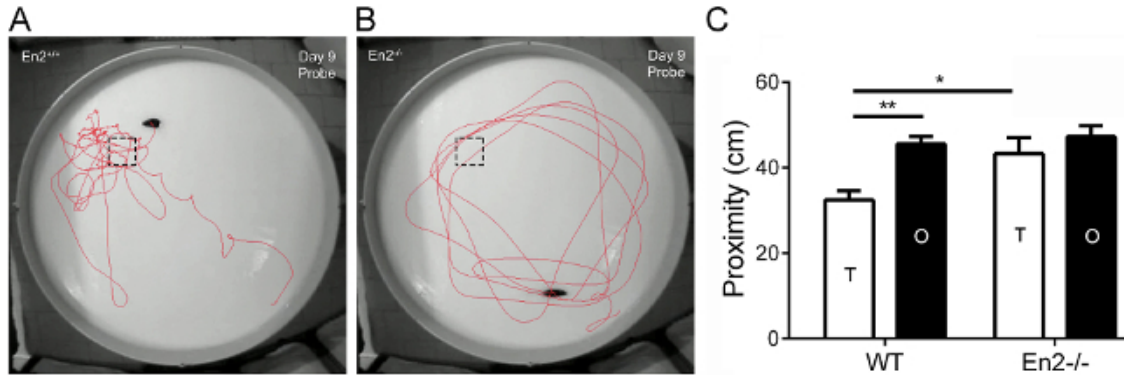 A
B
C
En2+/+
Day 9
Probe
En2-/-
Day 9
Probe
Proximity (cm)
60
40
20
0
*
**
T
O
T
O
WT
En2-/-